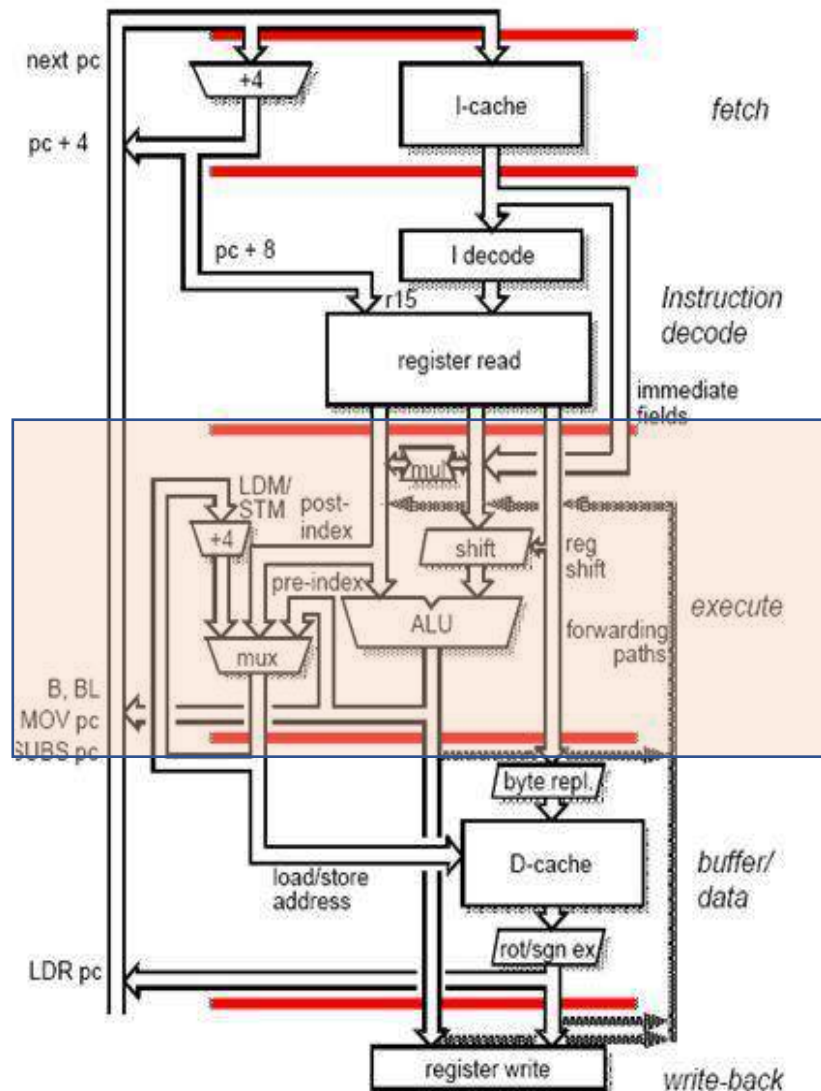 next pc
+4
I-cache
fetch
pc + 4
pc + 8
I decode
r15
Instruction
decode
register read
immediate
fields
mul
LDM/
STM
post-
index
+4
shift
reg
shift
pre-index
execute
ALU
forwarding
paths
mux
B, BL
MOV pc
SUBS pc
byte repl.
D-cache
buffer/
data
load/store
address
rot/sgn ex
LDR pc
register write
write-back